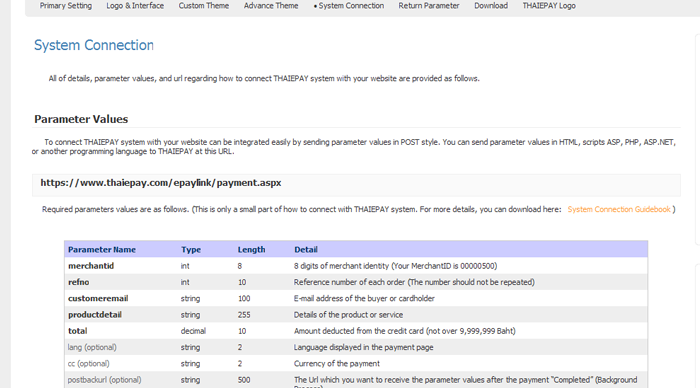 Primary Setting Logo & Interface Custom Theme Advance Theme • System Connection Return Parameter Download THAIEPAY Logo
System Connection
All of details, parameter values, and url regarding how to connect THAIEPAY system with your website are provided as follows.
Parameter Values
To connect THAIEPAY system with your website can be integrated easily by sending parameter values in POST style. You can send parameter values in HTML, scripts ASP, PHP, ASP.NET,
or another programming language to THAIEPAY at this URL.
https://www.thaiepay.com/epaylink/payment.aspx
Required parameters values are as follows. (This is only a small part of how to connect with THAIEPAY system. For more details, you can download here: System Connection Guidebook )
Parameter Name Type Length Detail
merchantid int 8 8 digits of merchant identity (Your MerchantID is 00000500)
refno int 10 Reference number of each order (The number should not be repeated)
customeremail string 100 E-mail address of the buyer or cardholder
productdetail string 255 Details of the product or service
total decimal 10 Amount deducted from the credit card (not over 9,999,999 Baht)
lang (optional) string 2 Language displayed in the payment page
cc (optional) string 2 Currency of the payment
postbackurl (optional) string 500 The Url which you want to receive the parameter values after the payment "Completed" (Background